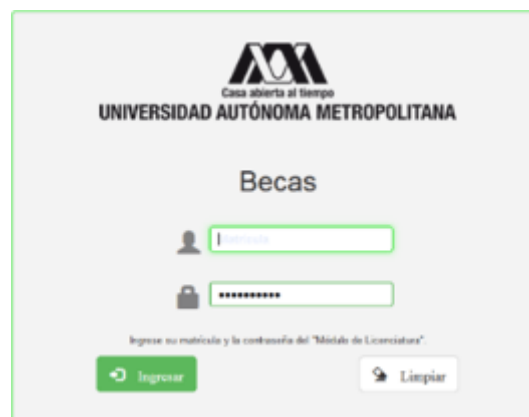 Casa abierta al tiempo
UNIVERSIDAD AUTÓNOMA METROPOLITANA
Becas
Matrícula
••••••••••
Ingrese su matrícula y la contraseña del "Módulo de Licenciatura".
Ingresar
Limpiar